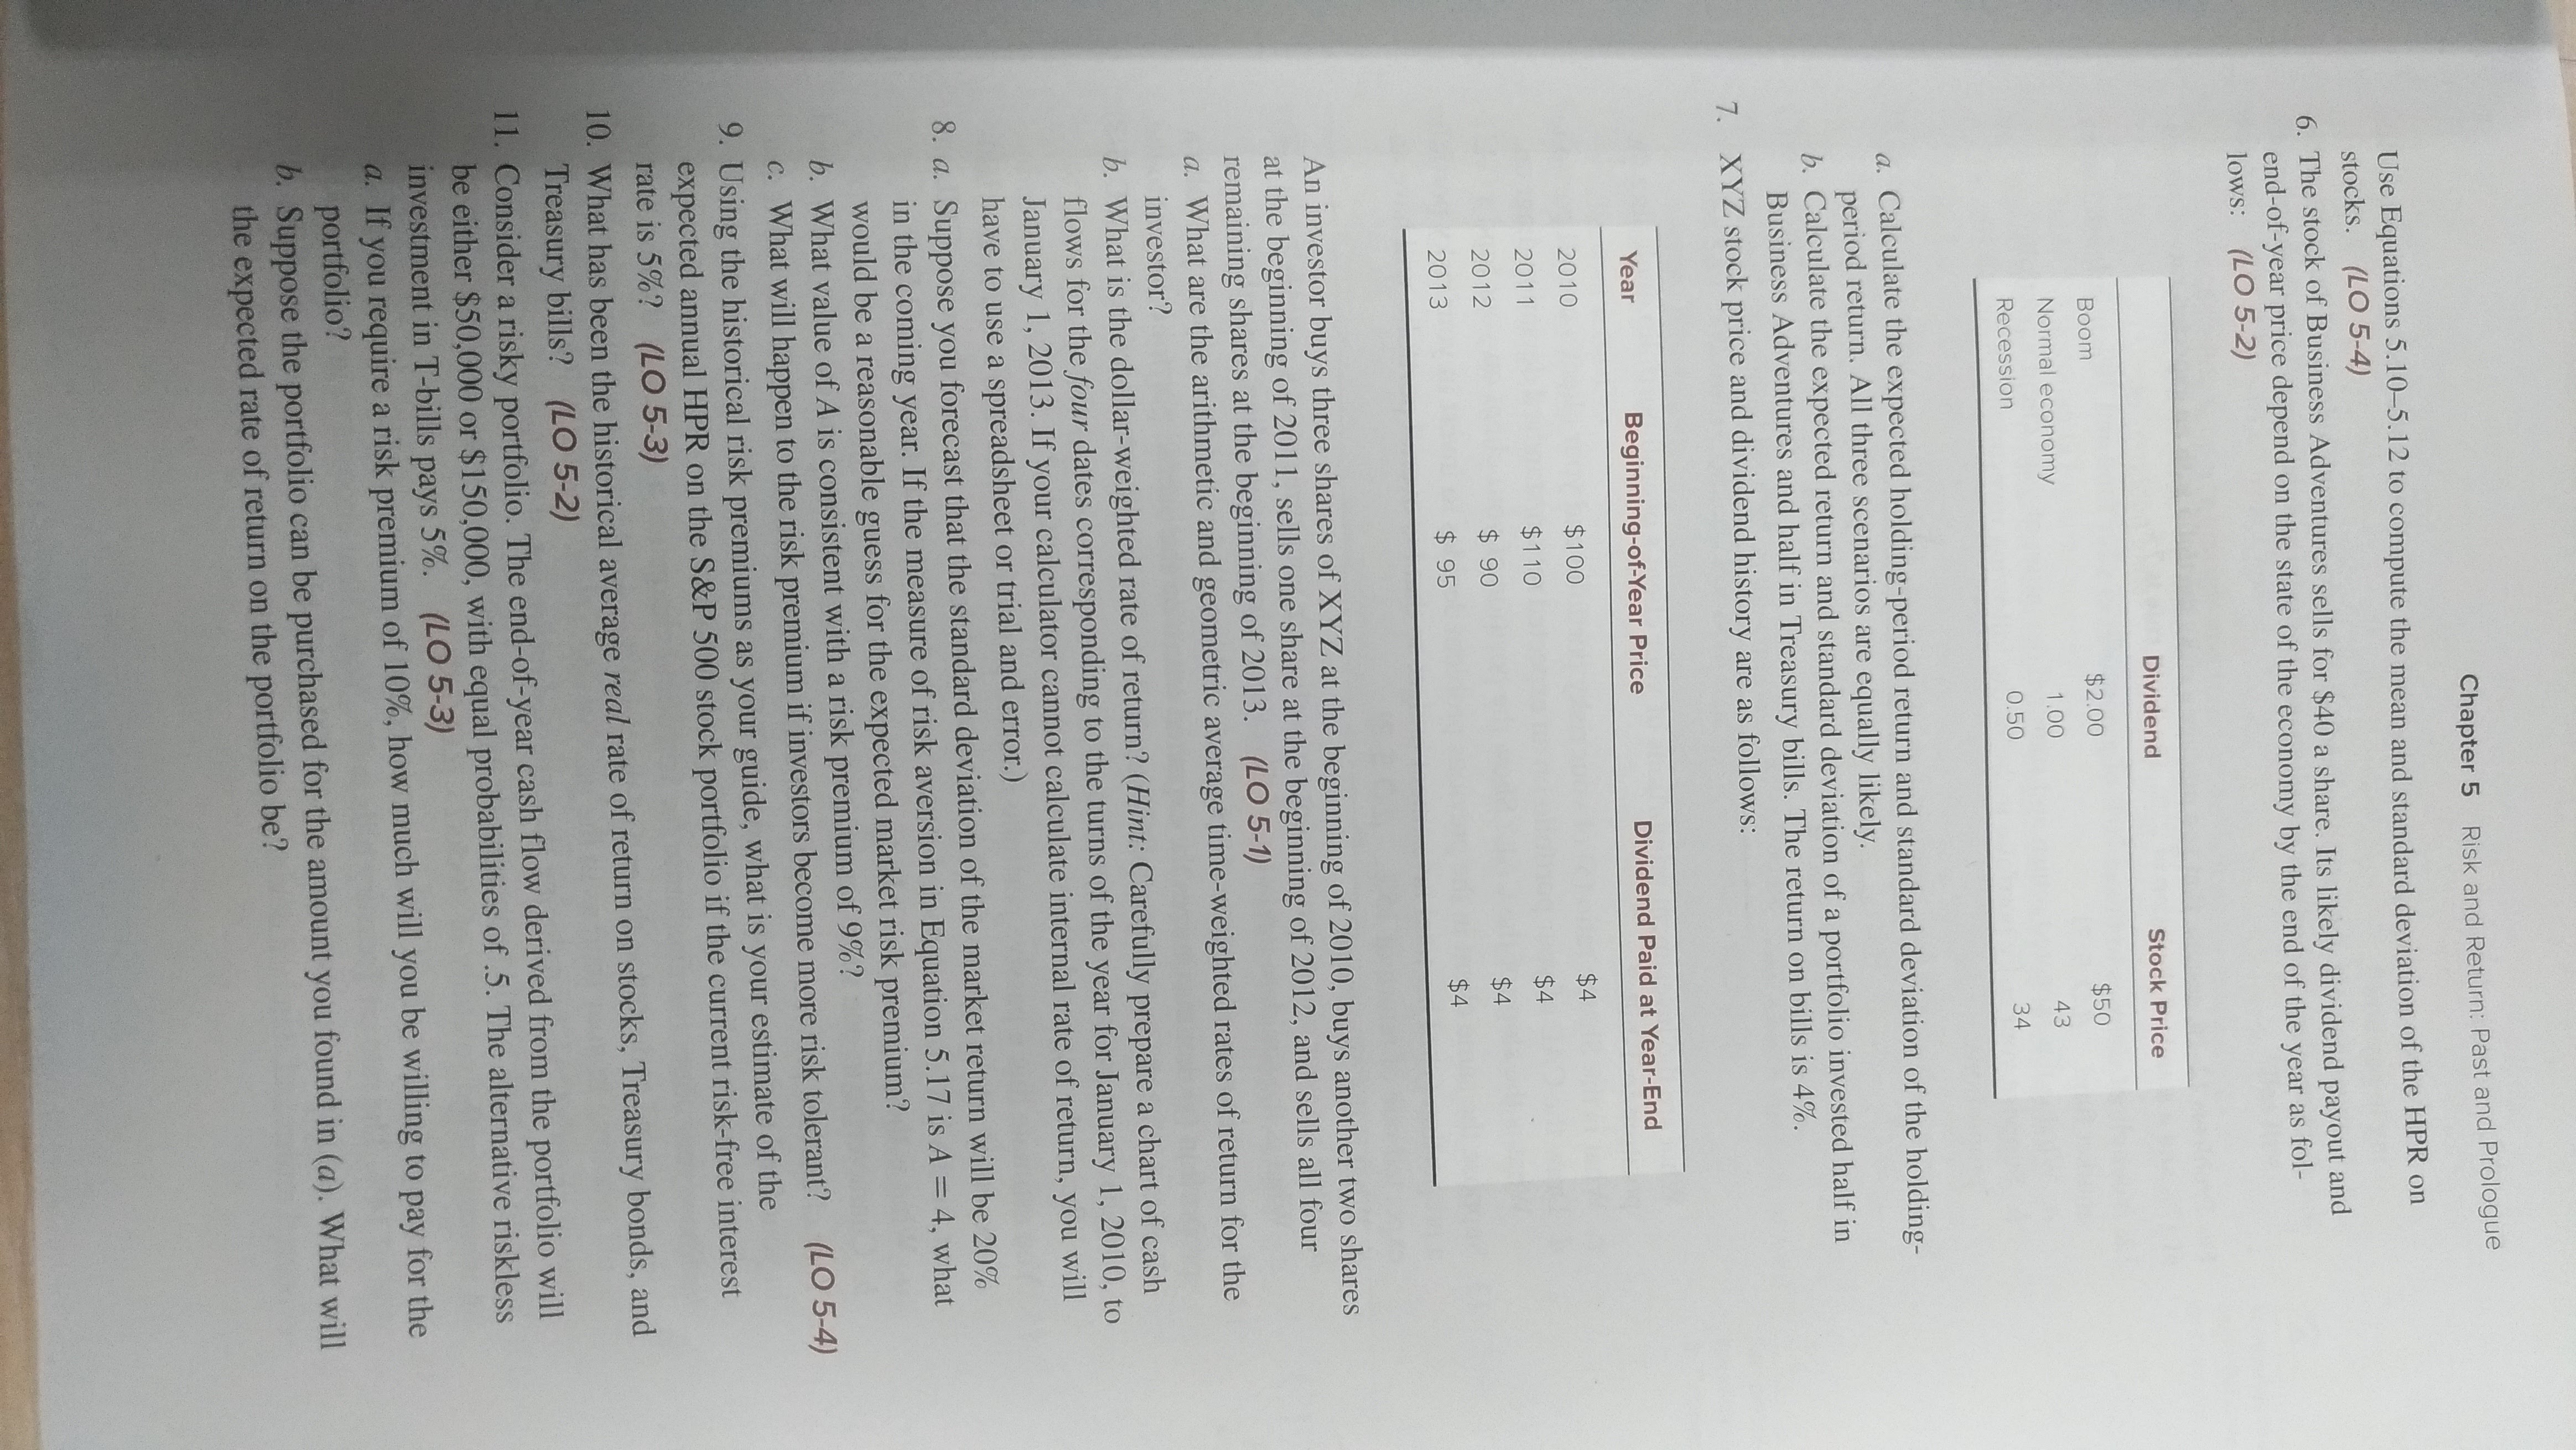 Chapter 5 Risk and Return: Past and Prologue
Use Equations 5.10–5.12 to compute the mean and standard deviation of the HPR on
stocks. (LO 5-4)
6. The stock of Business Adventures sells for $40 a share. Its likely dividend payout and
end-of-year price depend on the state of the economy by the end of the year as fol-
lows: (LO 5-2)
Dividend Stock Price
Boom $2.00 $50
Normal economy 1.00 43
Recession 0.50 34
a. Calculate the expected holding-period return and standard deviation of the holding-
period return. All three scenarios are equally likely.
b. Calculate the expected return and standard deviation of a portfolio invested half in
Business Adventures and half in Treasury bills. The return on bills is 4%.
7. XYZ stock price and dividend history are as follows:
Year Beginning-of-Year Price Dividend Paid at Year-End
2010 $100 $4
2011 $110 $4
2012 $ 90 $4
2013 $ 95 $4
An investor buys three shares of XYZ at the beginning of 2010, buys another two shares
at the beginning of 2011, sells one share at the beginning of 2012, and sells all four
remaining shares at the beginning of 2013. (LO 5-1)
a. What are the arithmetic and geometric average time-weighted rates of return for the
investor?
b. What is the dollar-weighted rate of return? (Hint: Carefully prepare a chart of cash
flows for the four dates corresponding to the turns of the year for January 1, 2010, to
January 1, 2013. If your calculator cannot calculate internal rate of return, you will
have to use a spreadsheet or trial and error.)
8. a. Suppose you forecast that the standard deviation of the market return will be 20%
in the coming year. If the measure of risk aversion in Equation 5.17 is A = 4, what
would be a reasonable guess for the expected market risk premium?
b. What value of A is consistent with a risk premium of 9%?
c. What will happen to the risk premium if investors become more risk tolerant? (LO 5-4)
9. Using the historical risk premiums as your guide, what is your estimate of the
expected annual HPR on the S&P 500 stock portfolio if the current risk-free interest
rate is 5%? (LO 5-3)
10. What has been the historical average real rate of return on stocks, Treasury bonds, and
Treasury bills? (LO 5-2)
11. Consider a risky portfolio. The end-of-year cash flow derived from the portfolio will
be either $50,000 or $150,000, with equal probabilities of .5. The alternative riskless
investment in T-bills pays 5%. (LO 5-3)
a. If you require a risk premium of 10%, how much will you be willing to pay for the
portfolio?
b. Suppose the portfolio can be purchased for the amount you found in (a). What will
the expected rate of return on the portfolio be?